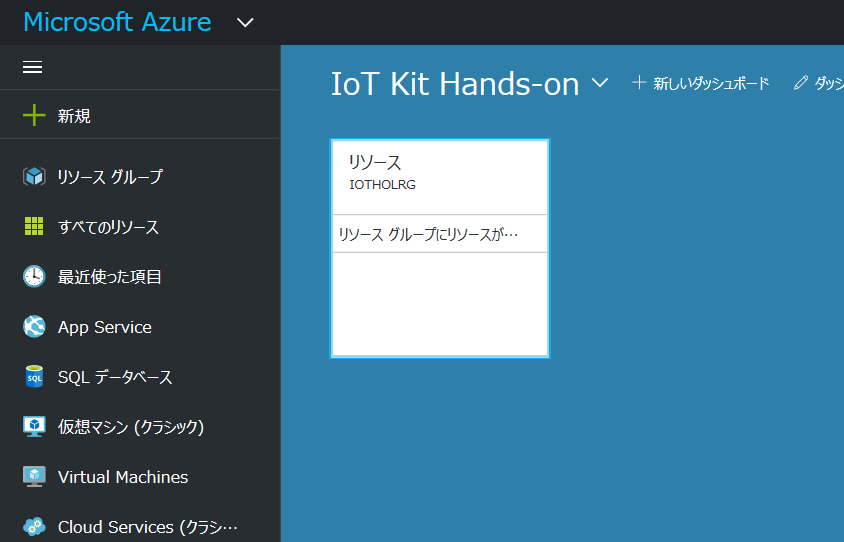 Microsoft Azure
IoT Kit Hands-on
新しいダッシュボード
ダッシ
新規
リソース グループ
すべてのリソース
最近使った項目
App Service
SQL データベース
仮想マシン (クラシック)
Virtual Machines
Cloud Services (クラシ…
リソース
IOTHOLRG
リソース グループにリソースが…